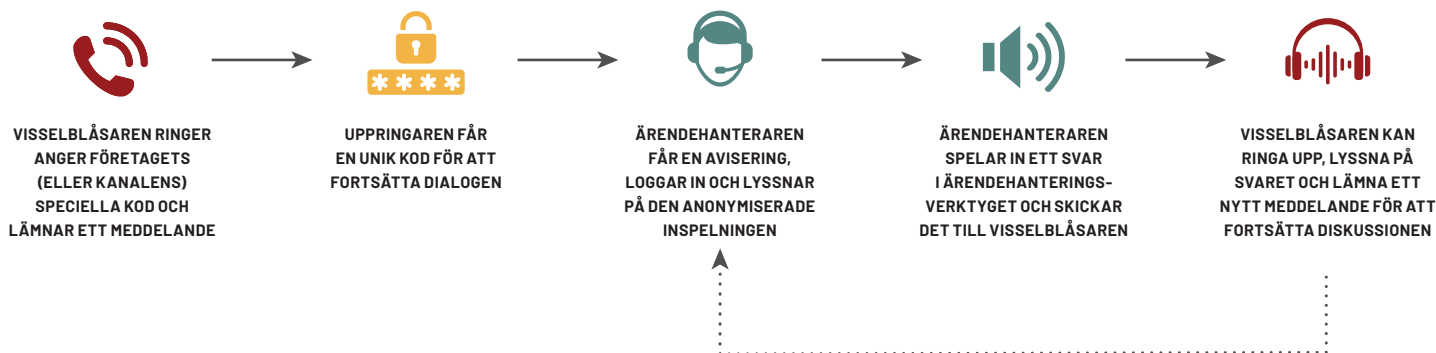 ****
VISSELBLÅSAREN RINGER
ANGER FÖRETAGETS
(ELLER KANALENS)
SPECIELLA KOD OCH
LÄMNAR ETT MEDDELANDE
UPPRINGAREN FÅR
EN UNIK KOD FÖR ATT
FORTSÄTTA DIALOGEN
ÄRENDEHANTERAREN
FÅR EN AVISERING,
LOGGAR IN OCH LYSSNAR
PÅ DEN ANONYMISERADE
INSPELNINGEN
ÄRENDEHANTERAREN
SPELAR IN ETT SVAR
I ÄRENDEHANTERINGS-
VERKTYGET OCH SKICKAR
DET TILL VISSELBLÅSAREN
VISSELBLÅSAREN KAN
RINGA UPP, LYSSNA PÅ
SVARET OCH LÄMNA ETT
NYTT MEDDELANDE FÖR ATT
FORTSÄTTA DISKUSSIONEN